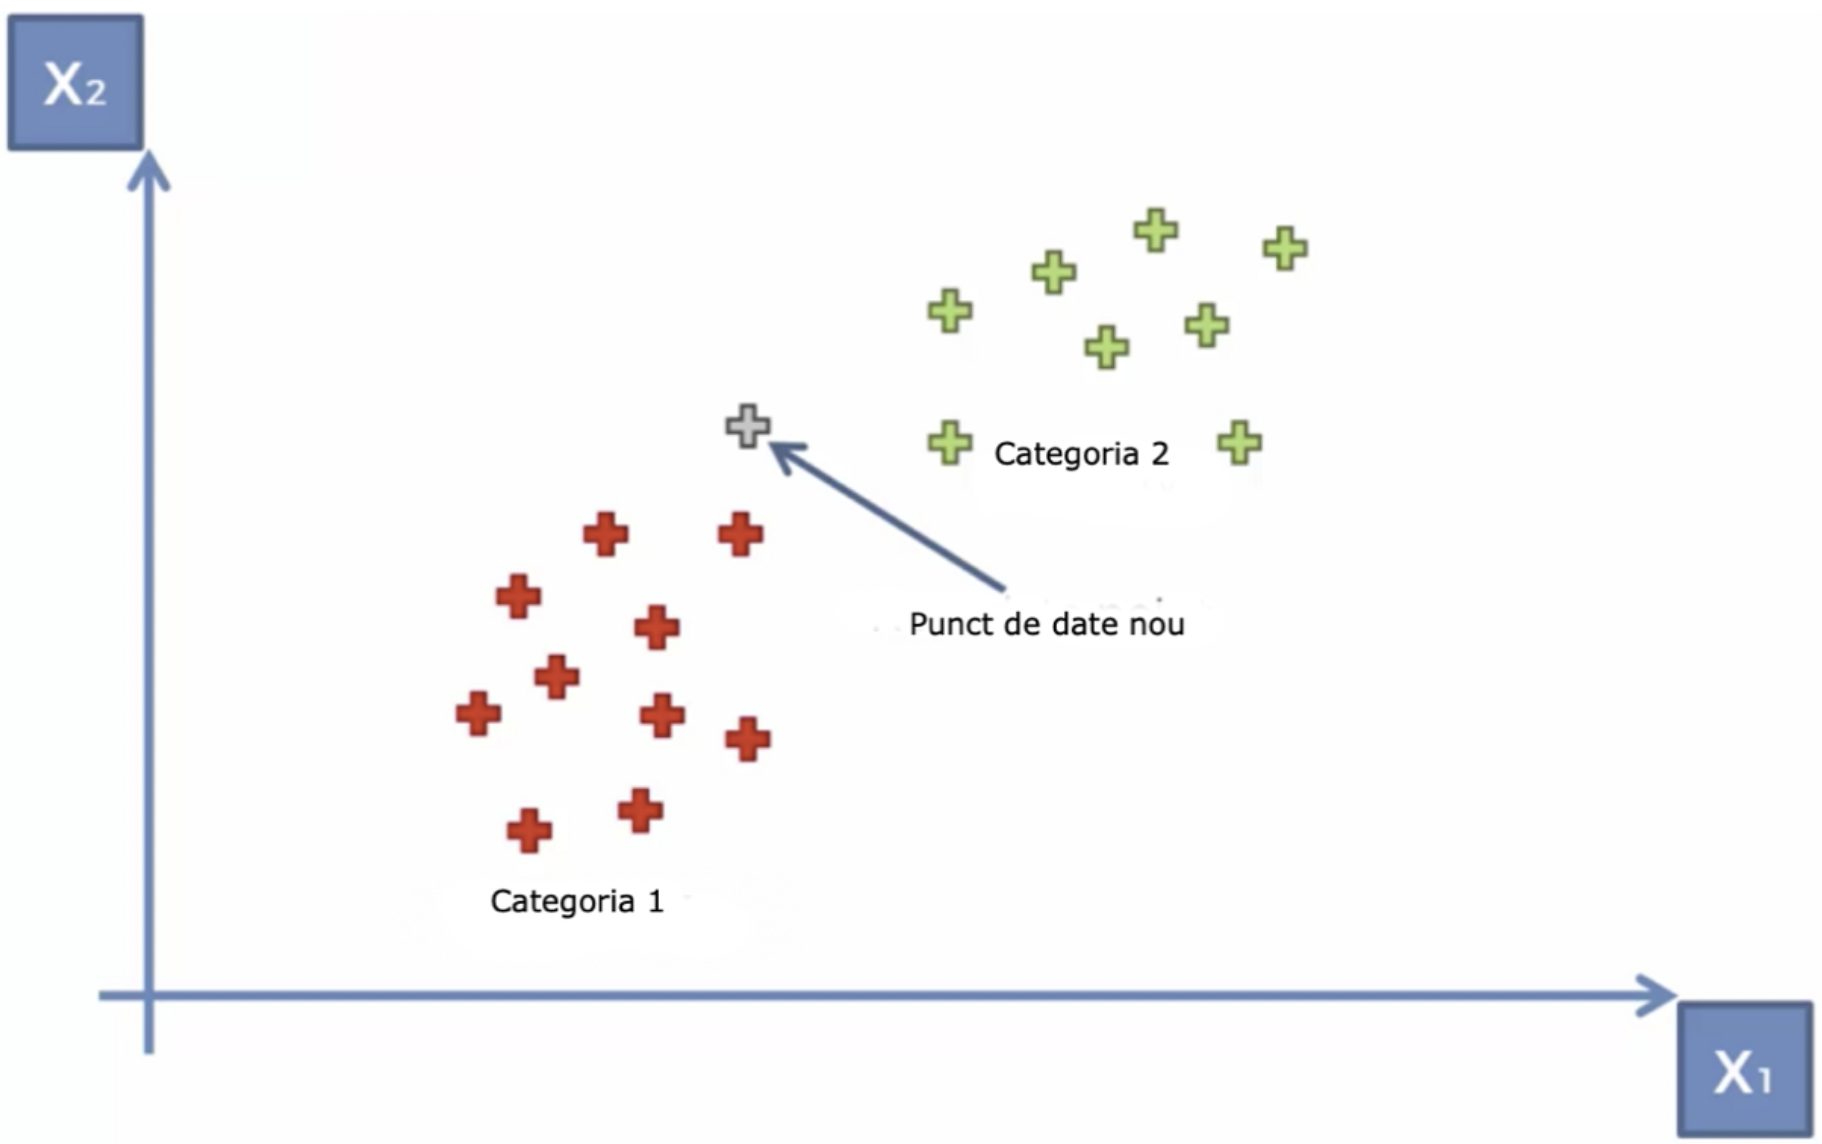 X₂
Categoria 2
Punct de date nou
Categoria 1
X₁